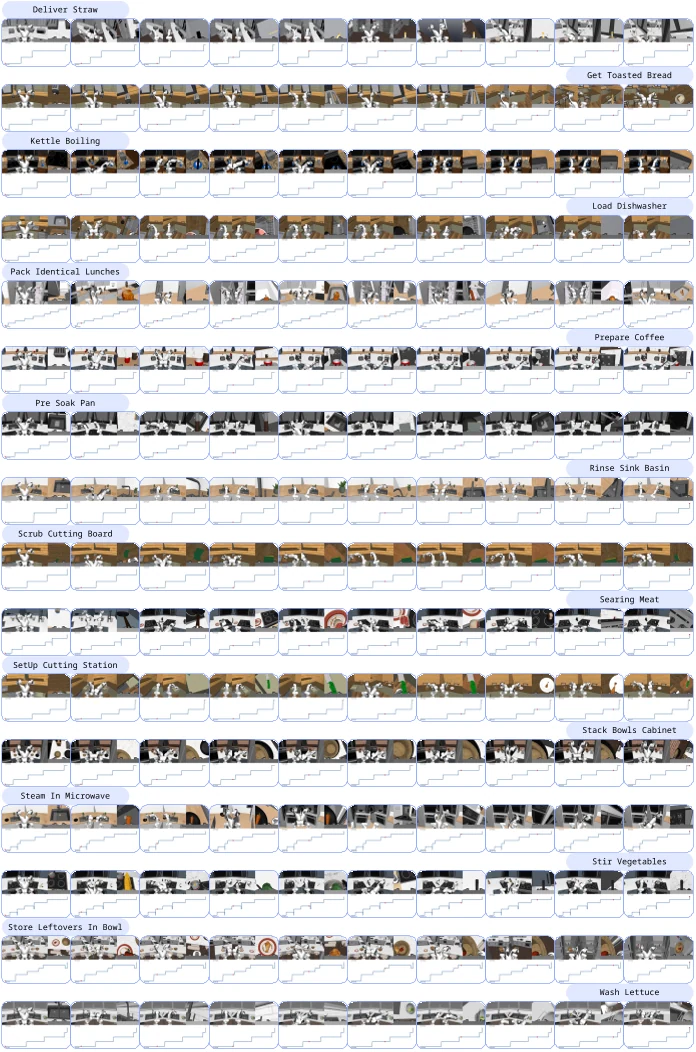 Deliver Straw
Get Toasted Bread
Kettle Boiling
Load Dishwasher
Pack Identical Lunches
Prepare Coffee
Pre Soak Pan
Rinse Sink Basin
Scrub Cutting Board
Searing Meat
SetUp Cutting Station
Stack Bowls Cabinet
Steam In Microwave
Stir Vegetables
Store Leftovers In Bowl
Wash Lettuce